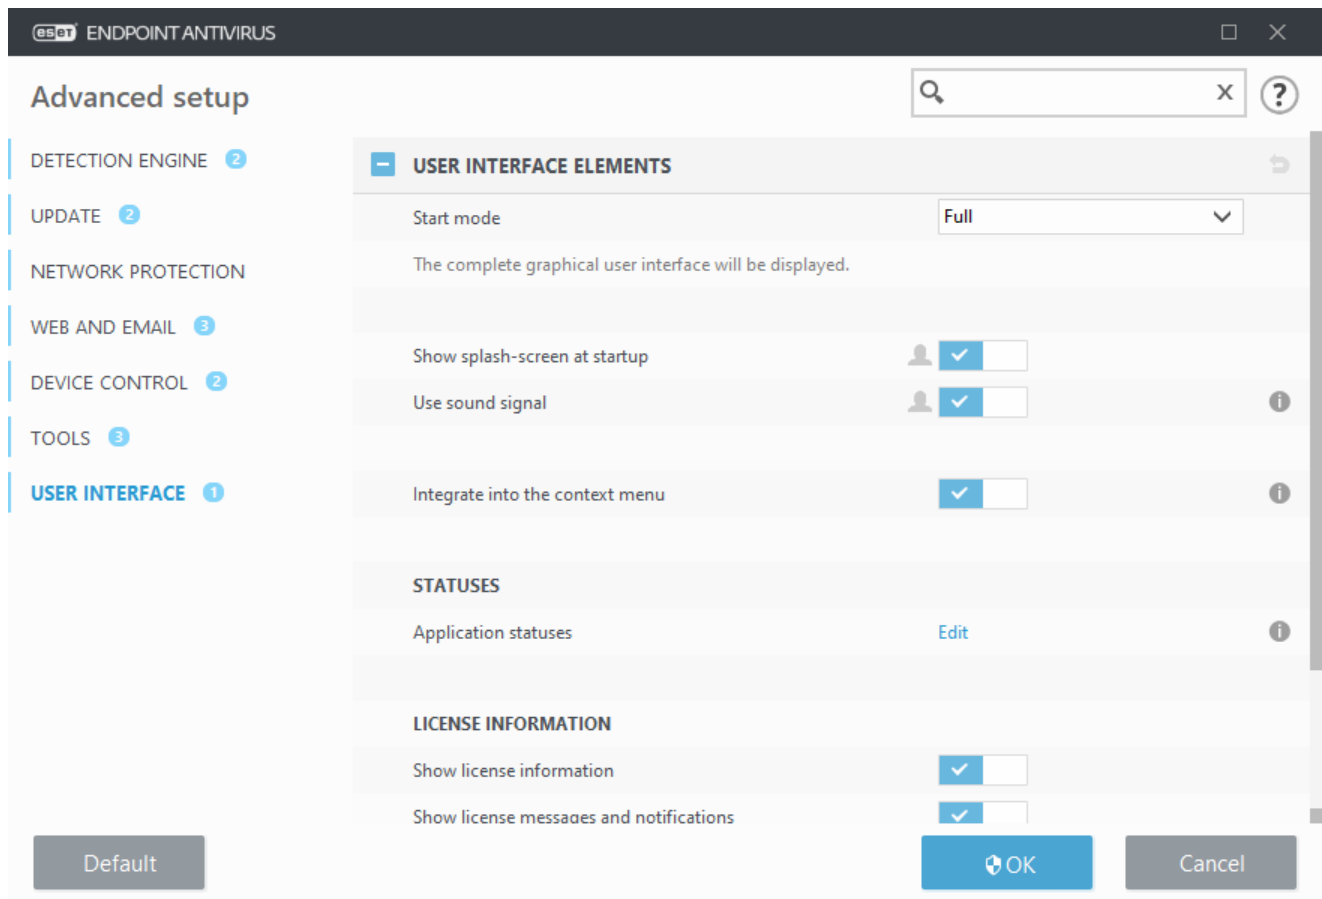 eset ENDPOINT ANTIVIRUS
Advanced setup
x
?
DETECTION ENGINE 2
UPDATE 2
NETWORK PROTECTION
WEB AND EMAIL 3
DEVICE CONTROL 2
TOOLS 3
USER INTERFACE 1
USER INTERFACE ELEMENTS
Start mode Full
The complete graphical user interface will be displayed.
Show splash-screen at startup
Use sound signal i
Integrate into the context menu i
STATUSES
Application statuses Edit i
LICENSE INFORMATION
Show license information
Show license messages and notifications
Default OK Cancel